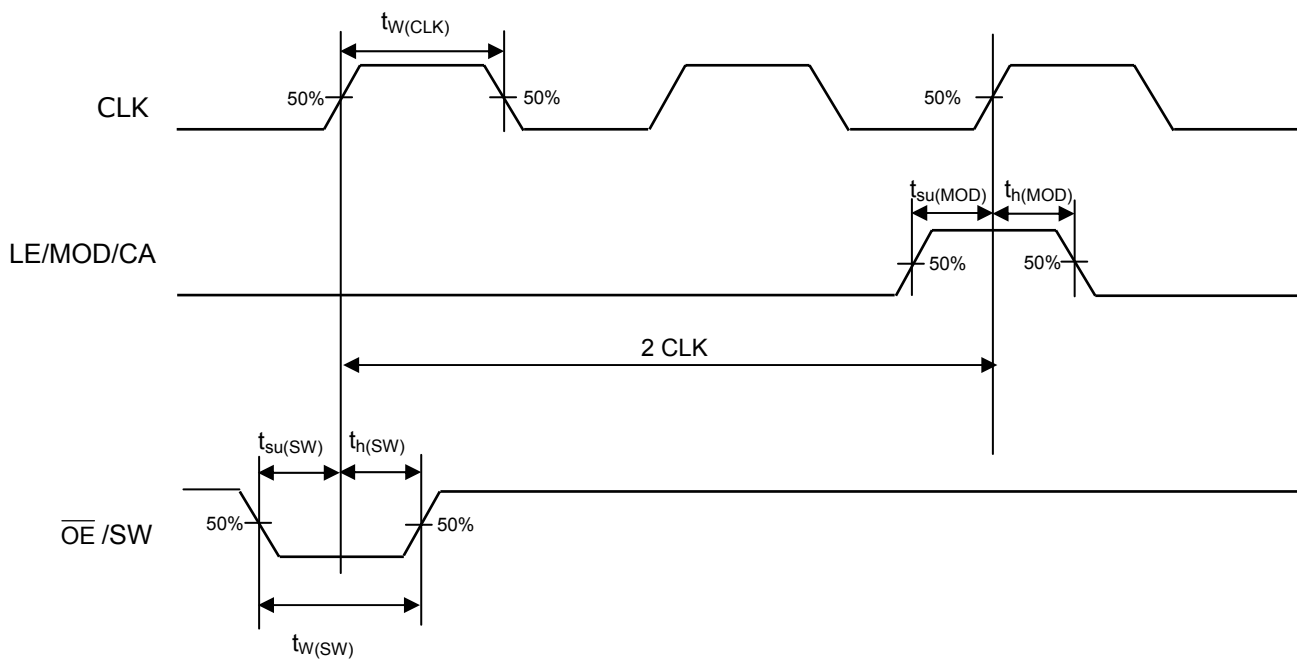 tW(CLK)
CLK
50%
50%
50%
tsu(MOD)
th(MOD)
LE/MOD/CA
50%
50%
2 CLK
tsu(SW)
th(SW)
OE /SW
50%
50%
tW(SW)